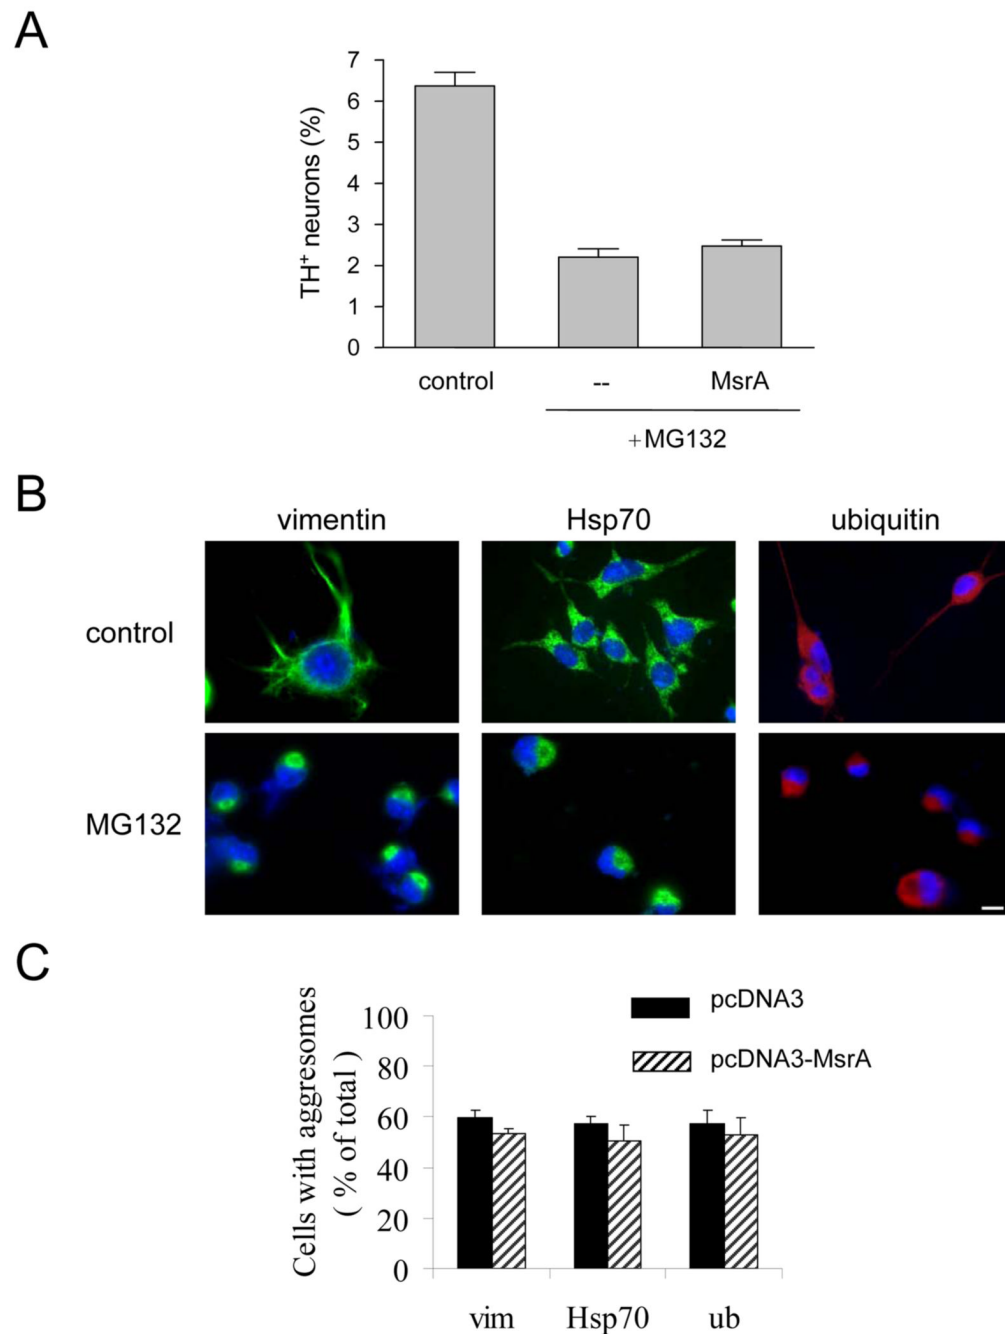 A
7
6
5
4
3
2
1
0
TH⁺ neurons (%)
control
--
MsrA
+MG132
B
vimentin
Hsp70
ubiquitin
control
MG132
C
pcDNA3
pcDNA3-MsrA
100
80
60
40
20
0
Cells with aggresomes
( % of total )
vim
Hsp70
ub